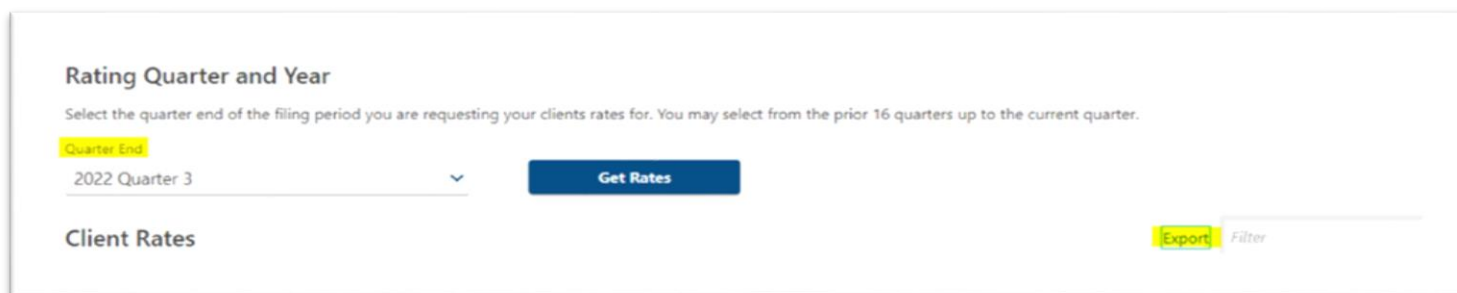 Rating Quarter and Year
Select the quarter end of the filing period you are requesting your clients rates for. You may select from the prior 16 quarters up to the current quarter.
Quarter End
2022 Quarter 3
Get Rates
Client Rates
Export
Filter